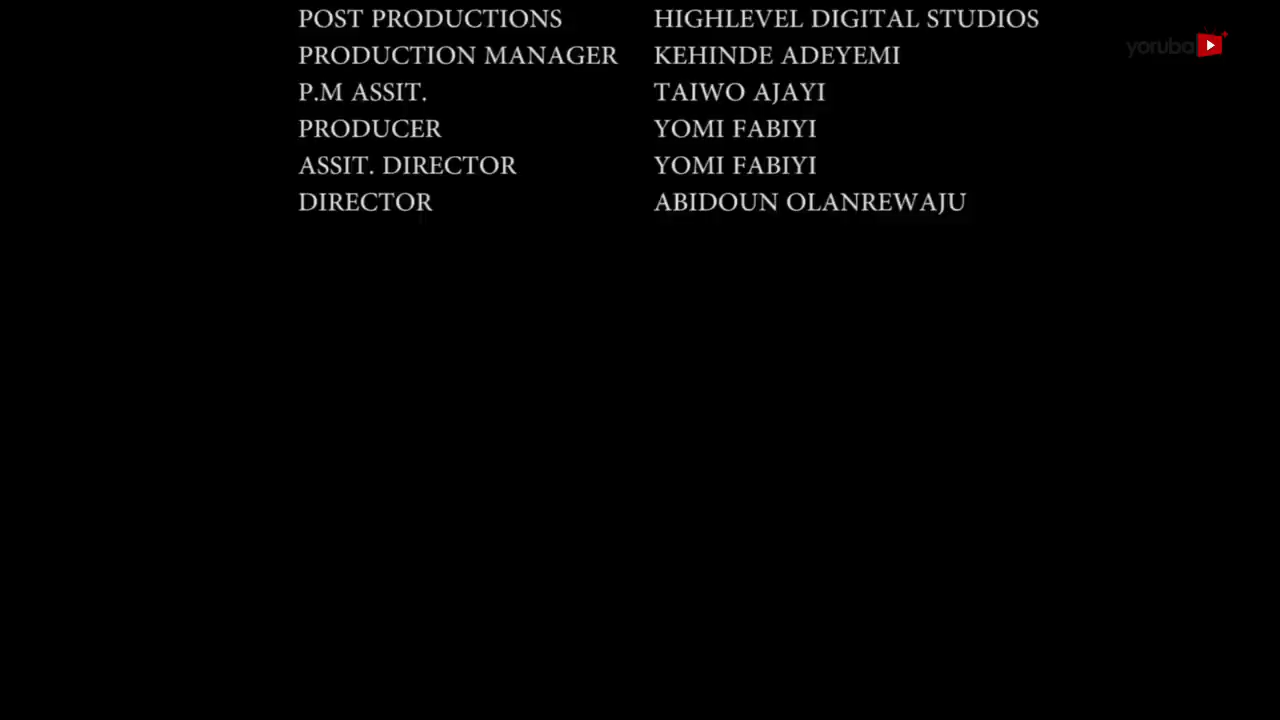 POST PRODUCTIONS HIGHLEVEL DIGITAL STUDIOS
PRODUCTION MANAGER KEHINDE ADEYEMI
P.M ASSIT. TAIWO AJAYI
PRODUCER YOMI FABIYI
ASSIT. DIRECTOR YOMI FABIYI
DIRECTOR ABIDOUN OLANREWAJU
yoruba